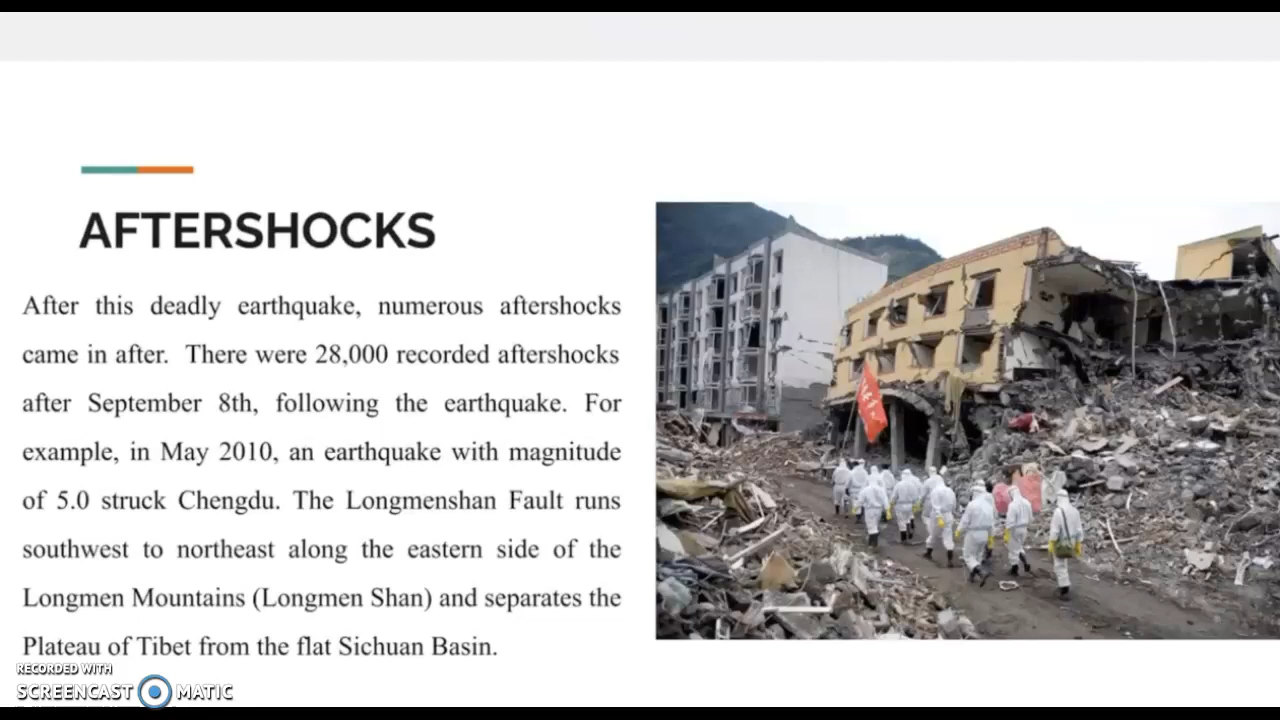 AFTERSHOCKS
After this deadly earthquake, numerous aftershocks
came in after. There were 28,000 recorded aftershocks
after September 8th, following the earthquake. For
example, in May 2010, an earthquake with magnitude
of 5.0 struck Chengdu. The Longmenshan Fault runs
southwest to northeast along the eastern side of the
Longmen Mountains (Longmen Shan) and separates the
Plateau of Tibet from the flat Sichuan Basin.
RECORDED WITH
SCREENCAST MATIC